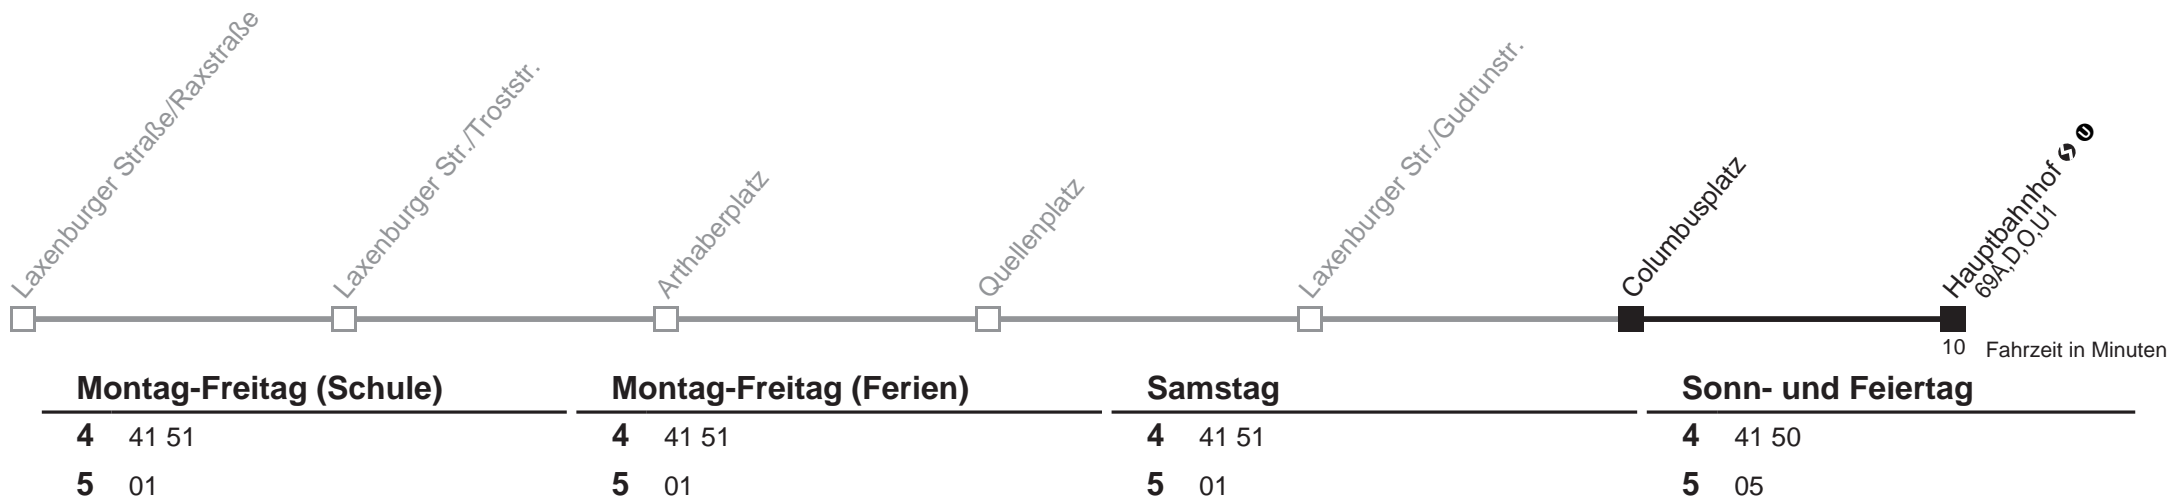 Laxenburger Straße/Raxstraße
Laxenburger Str./Troststr.
Arthaberplatz
Quellenplatz
Laxenburger Str./Gudrunstr.
Columbusplatz
Hauptbahnhof
69A,D,O,U1
10 Fahrzeit in Minuten
Montag-Freitag (Schule) Montag-Freitag (Ferien) Samstag Sonn- und Feiertag
4 41 51 4 41 51 4 41 51 4 41 50
5 01 5 01 5 01 5 05